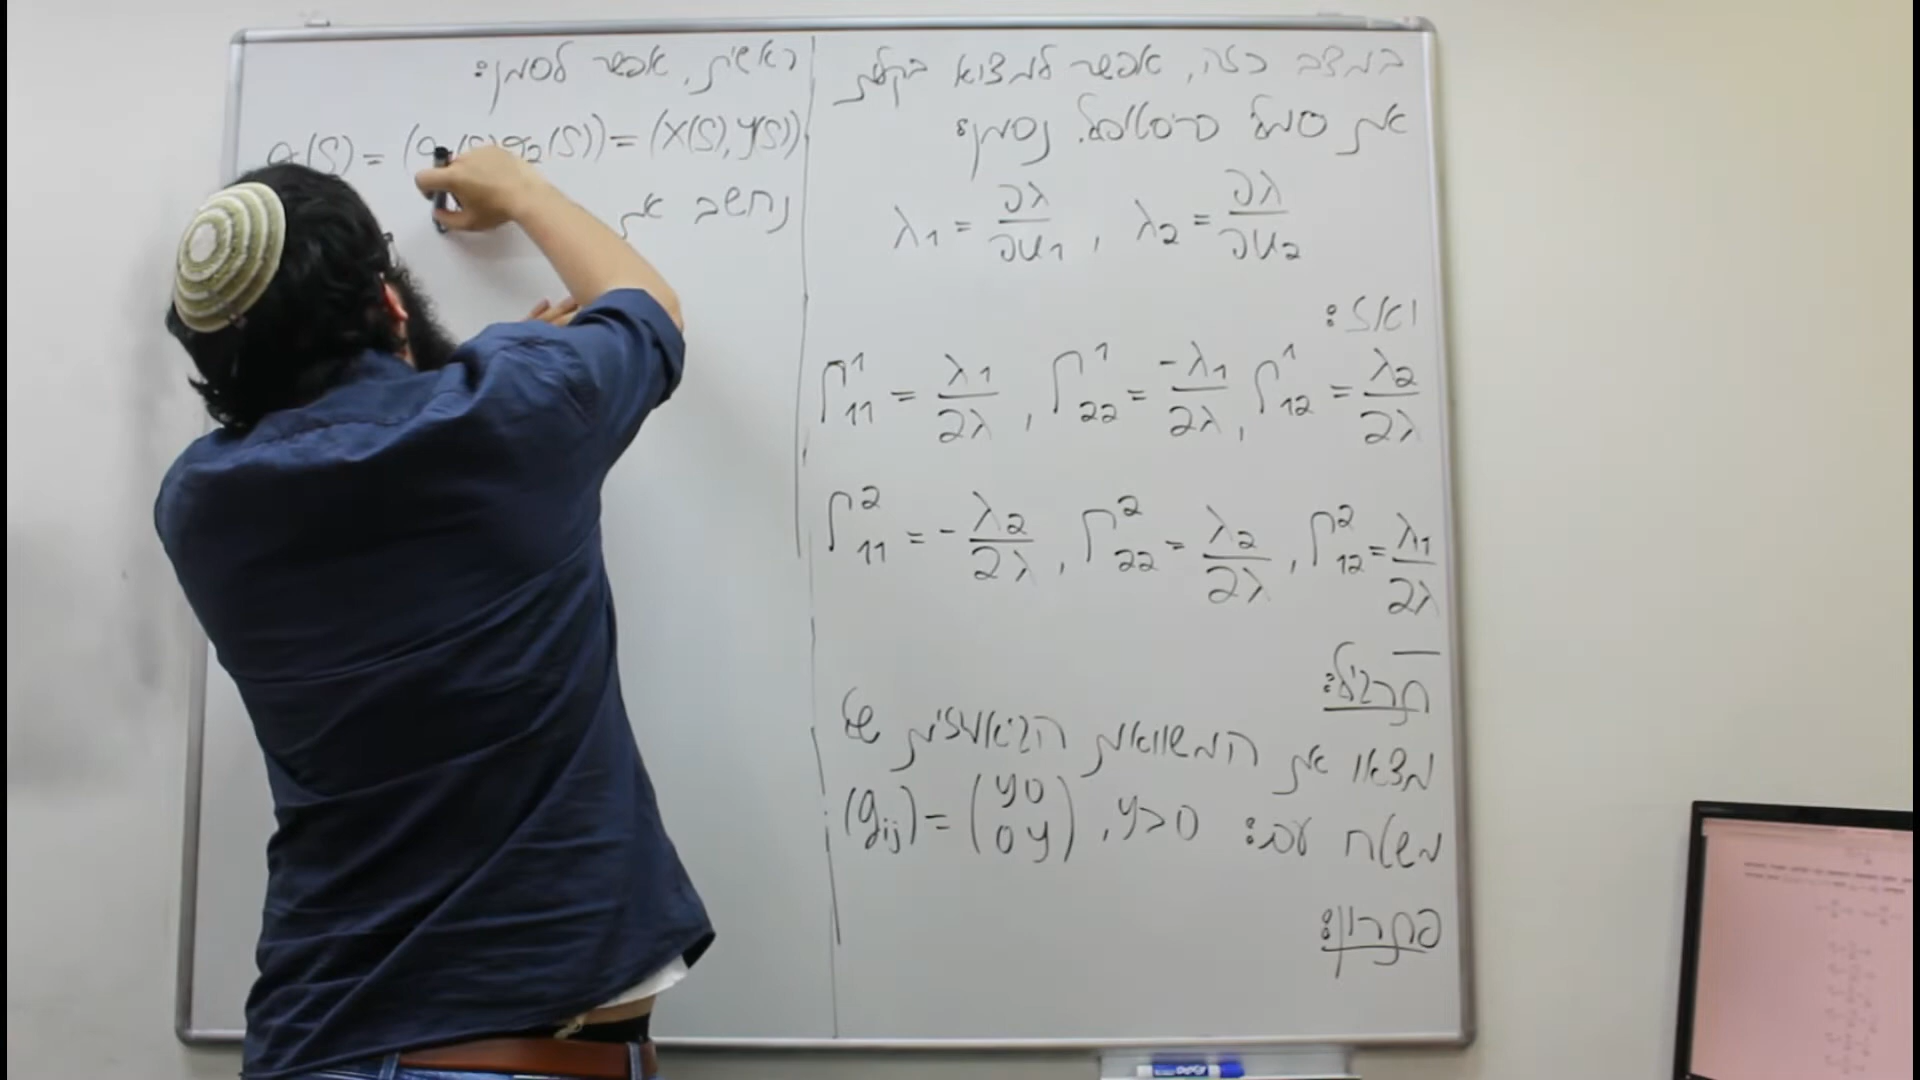 במצב כזה, אפשר למצוא בקלות
את סמלי כריסטופל. נסמן:
λ₁ = ∂λ/∂u₁ , λ₂ = ∂λ/∂u₂
ואז:
Γ¹₁₁ = λ₁/2λ , Γ¹₂₂ = -λ₁/2λ , Γ¹₁₂ = λ₂/2λ
Γ²₁₁ = -λ₂/2λ , Γ²₂₂ = λ₂/2λ , Γ²₁₂ = λ₁/2λ
תרגיל:
מצאו את המשוואות הגיאודזיות של
משטח עם: (gᵢⱼ) = (y 0 / 0 y) , y>0
פתרון:
ראשית, אפשר לסמן:
(S) = ( (S) ₂(S)) = (X(S), y(S))
נחשב את